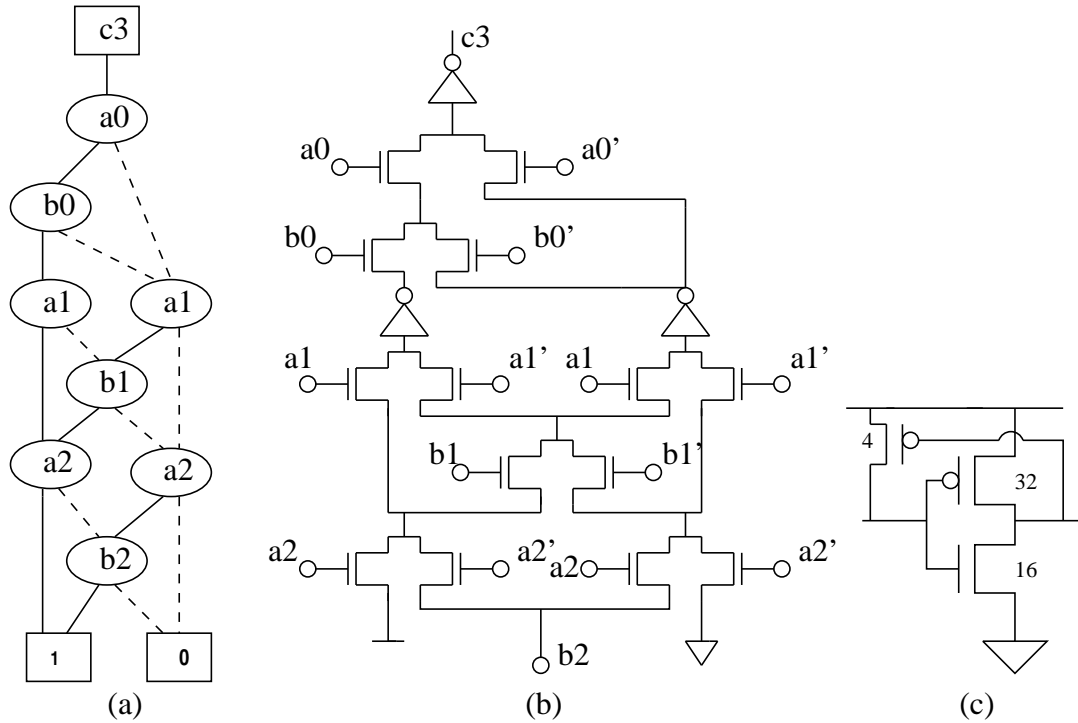 c3
a0
b0
a1 a1
b1
a2 a2
b2
1 0
(a)
c3
a0 a0’
b0 b0’
a1 a1’ a1 a1’
b1 b1’
a2 a2’ a2 a2’
b2
(b)
4
32
16
(c)